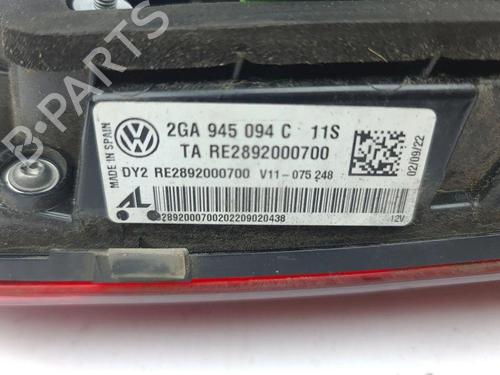 MADE IN SPAIN
2GA 945 094 C 11S
TA RE2892000700
DY2 RE2892000700 V11-075 248
02/09/22
AL
2892000700202209020438
12V
B-PARTS